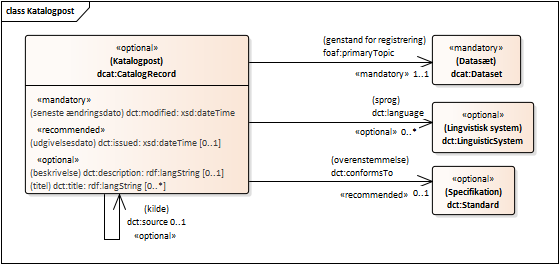 class Katalogpost
«optional»
(Katalogpost)
dcat:CatalogRecord
«mandatory»
(seneste ændringsdato) dct:modified: xsd:dateTime
«recommended»
(udgivelsesdato) dct:issued: xsd:dateTime [0..1]
«optional»
(beskrivelse) dct:description: rdf:langString [0..1]
(titel) dct:title: rdf:langString [0..*]
(genstand for registrering)
foaf:primaryTopic
«mandatory» 1..1
«mandatory»
(Datasæt)
dcat:Dataset
(sprog)
dct:language
«optional» 0..*
«optional»
(Lingvistisk system)
dct:LinguisticSystem
(overenstemmelse)
dct:conformsTo
«recommended» 0..1
«optional»
(Specifikation)
dct:Standard
(kilde)
dct:source 0..1
«optional»